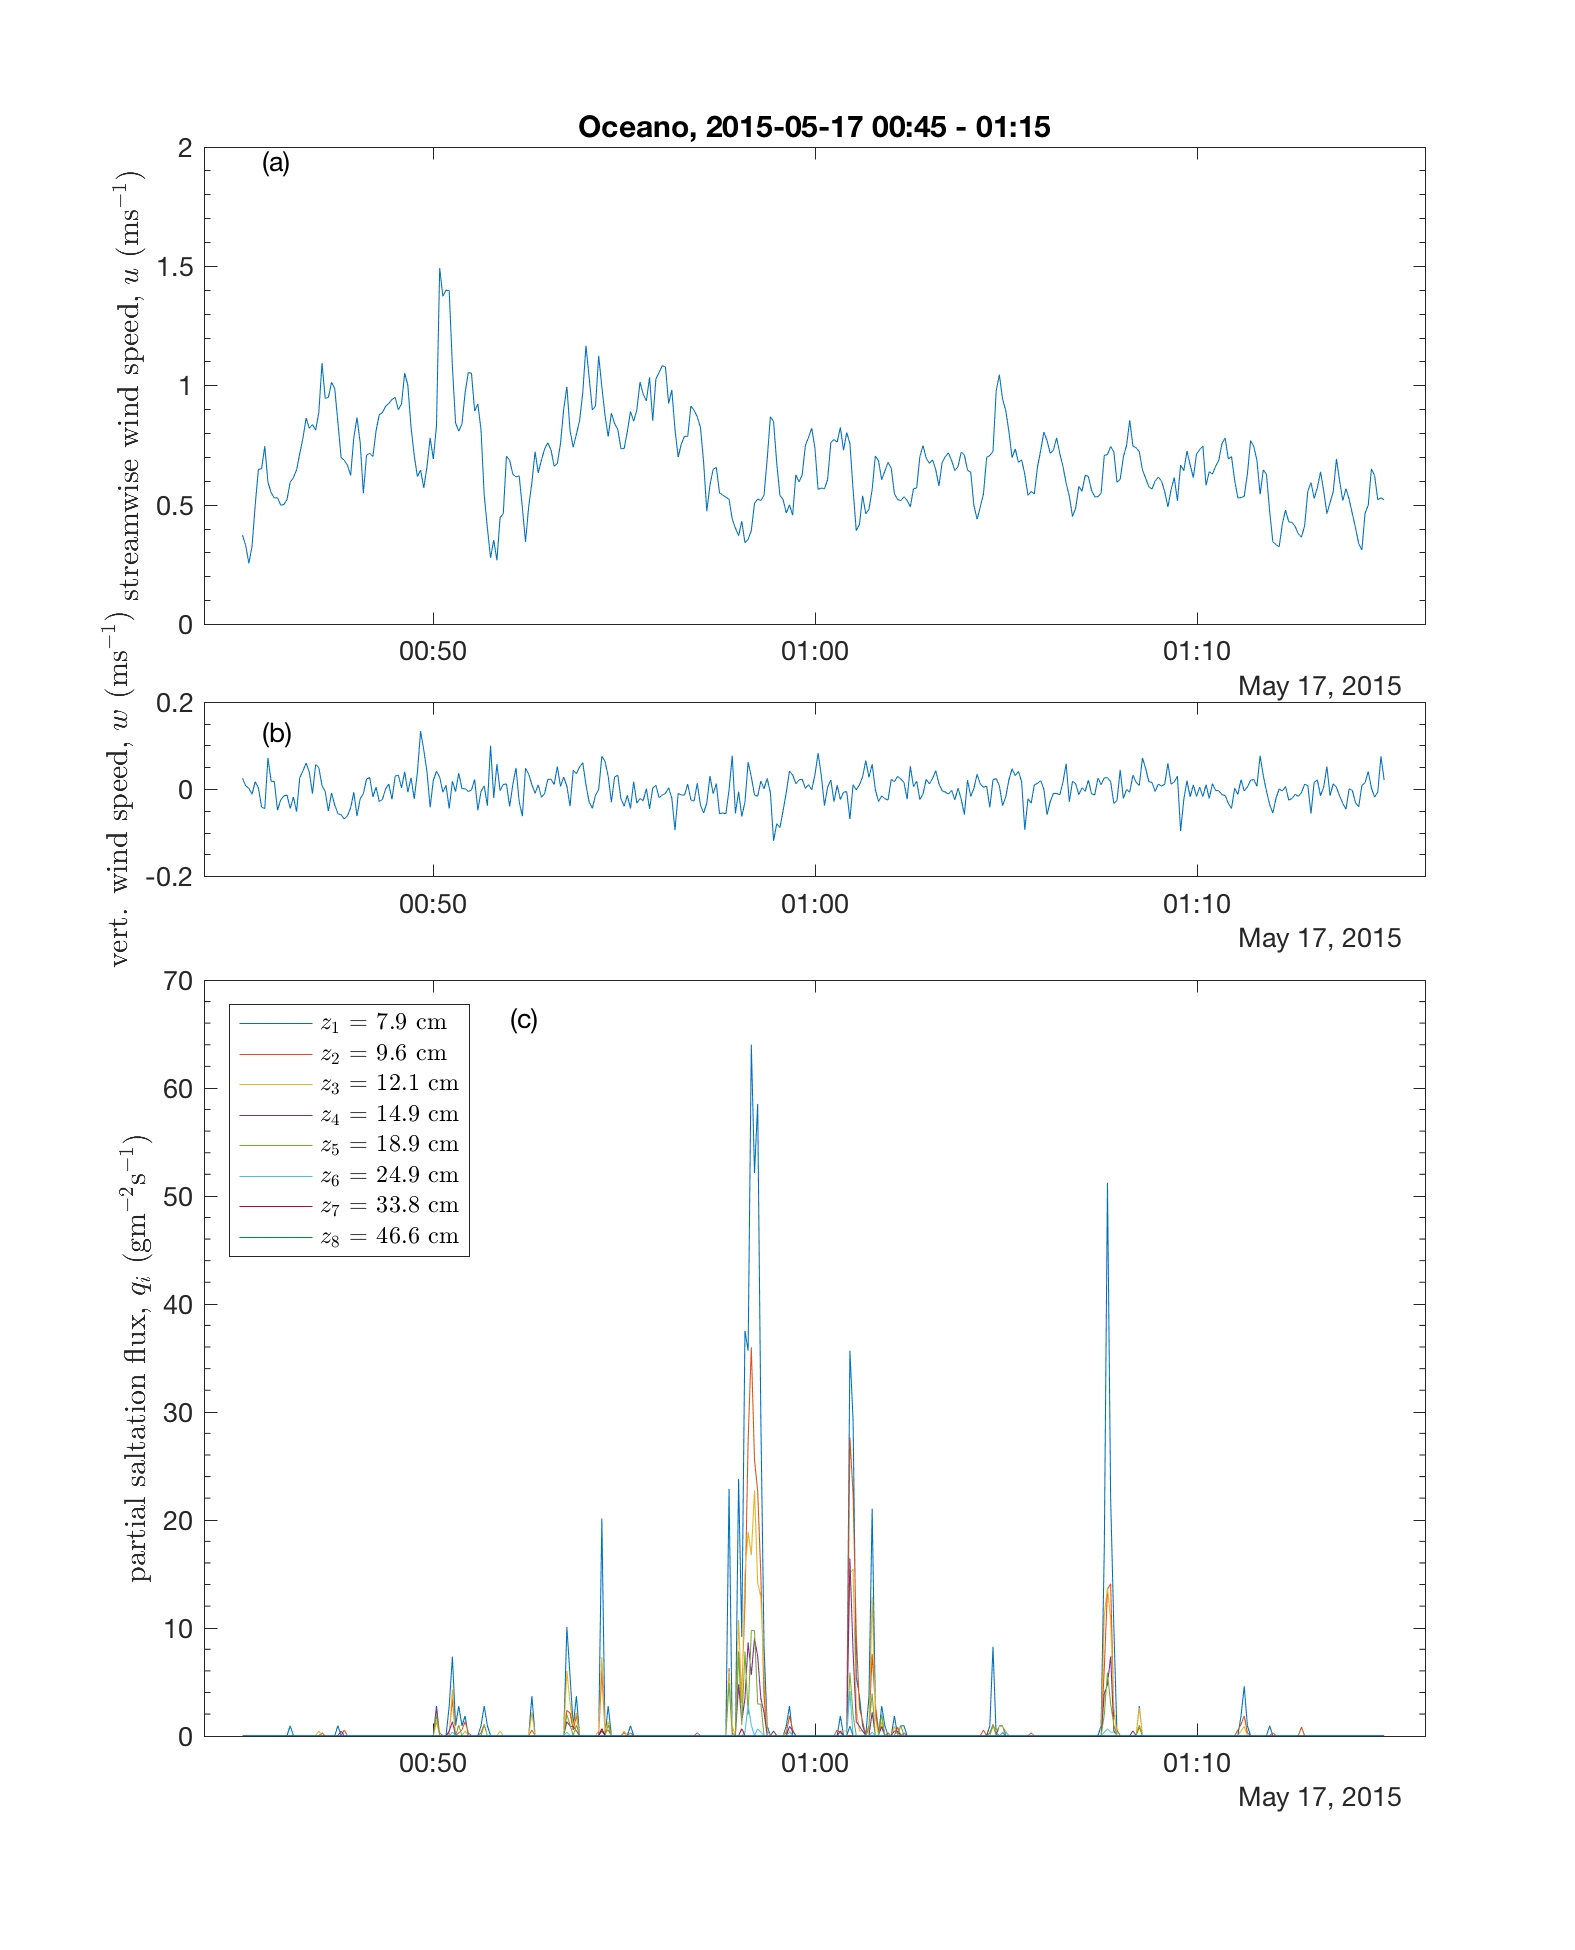 Oceano, 2015-05-17 00:45 - 01:15
(a)
streamwise wind speed, u (ms⁻¹)
2
1.5
1
0.5
0
00:50 01:00 01:10
May 17, 2015
(b)
vert. wind speed, w (ms⁻¹)
0.2
0
-0.2
00:50 01:00 01:10
May 17, 2015
(c)
partial saltation flux, qᵢ (gm⁻²s⁻¹)
70
60
50
40
30
20
10
0
z₁ = 7.9 cm
z₂ = 9.6 cm
z₃ = 12.1 cm
z₄ = 14.9 cm
z₅ = 18.9 cm
z₆ = 24.9 cm
z₇ = 33.8 cm
z₈ = 46.6 cm
00:50 01:00 01:10
May 17, 2015